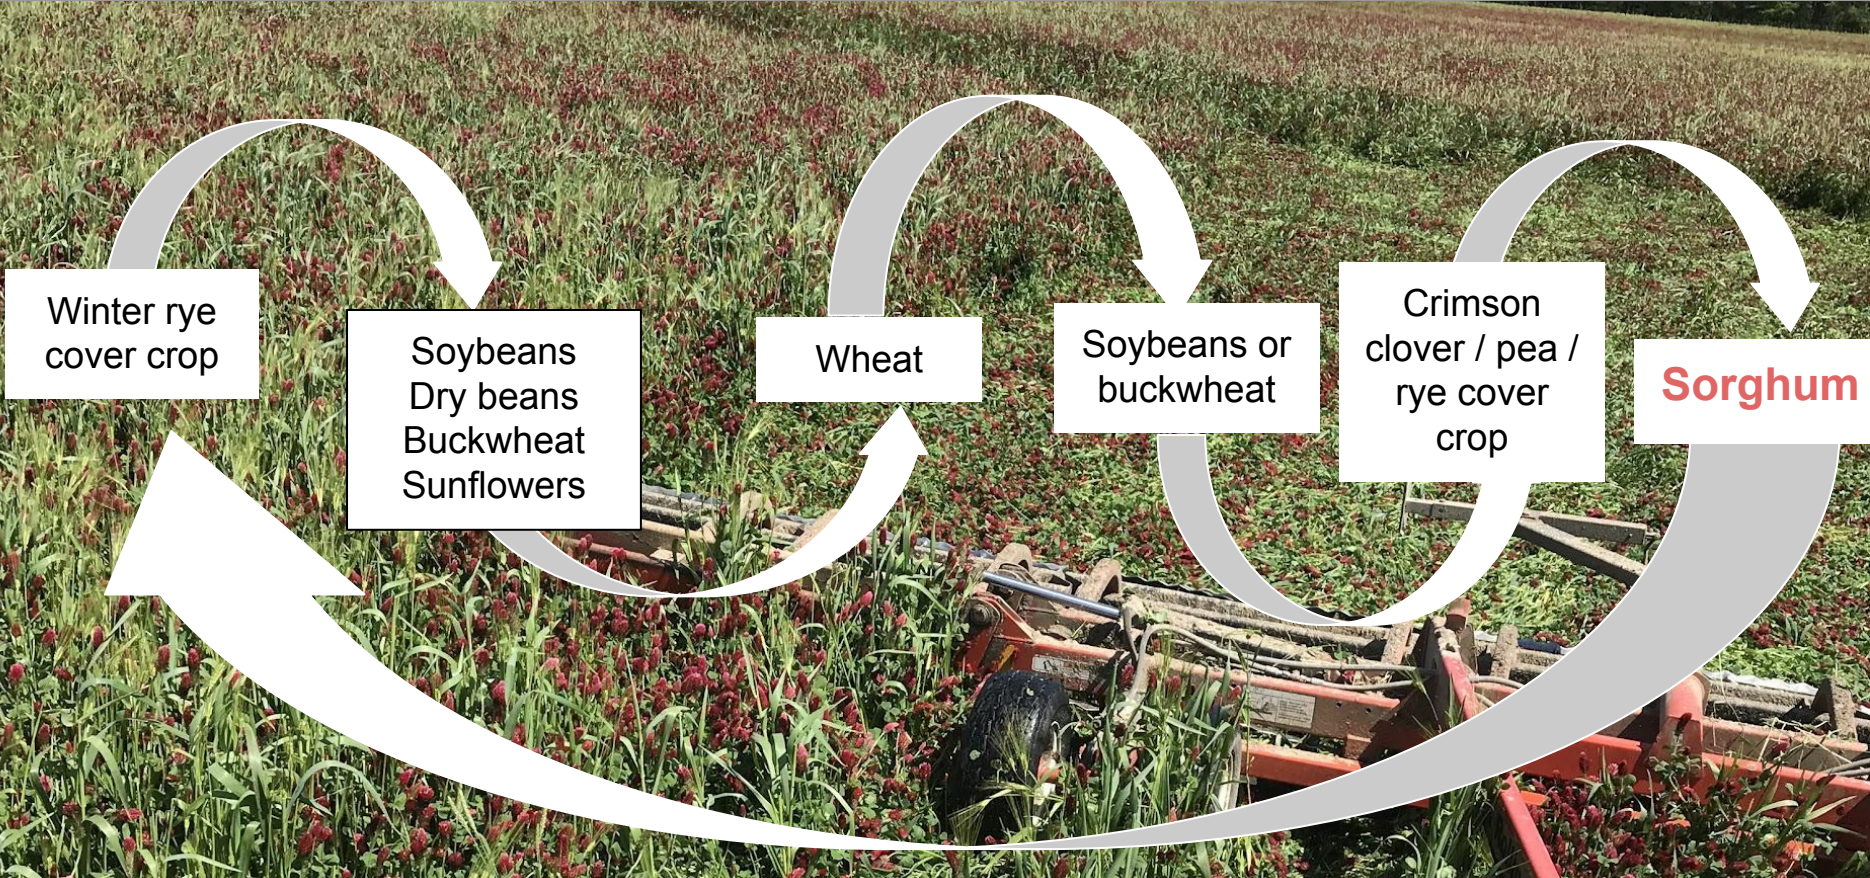 Winter rye
cover crop
Soybeans
Dry beans
Buckwheat
Sunflowers
Wheat
Soybeans or
buckwheat
Crimson
clover / pea /
rye cover
crop
Sorghum